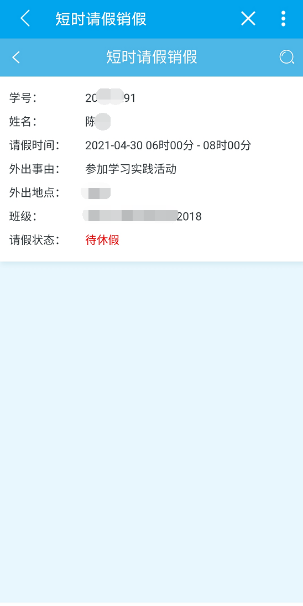 短时请假销假
短时请假销假
学号： 20 91
姓名： 陈
请假时间： 2021-04-30 06时00分 - 08时00分
外出事由： 参加学习实践活动
外出地点：
班级： 2018
请假状态： 待休假